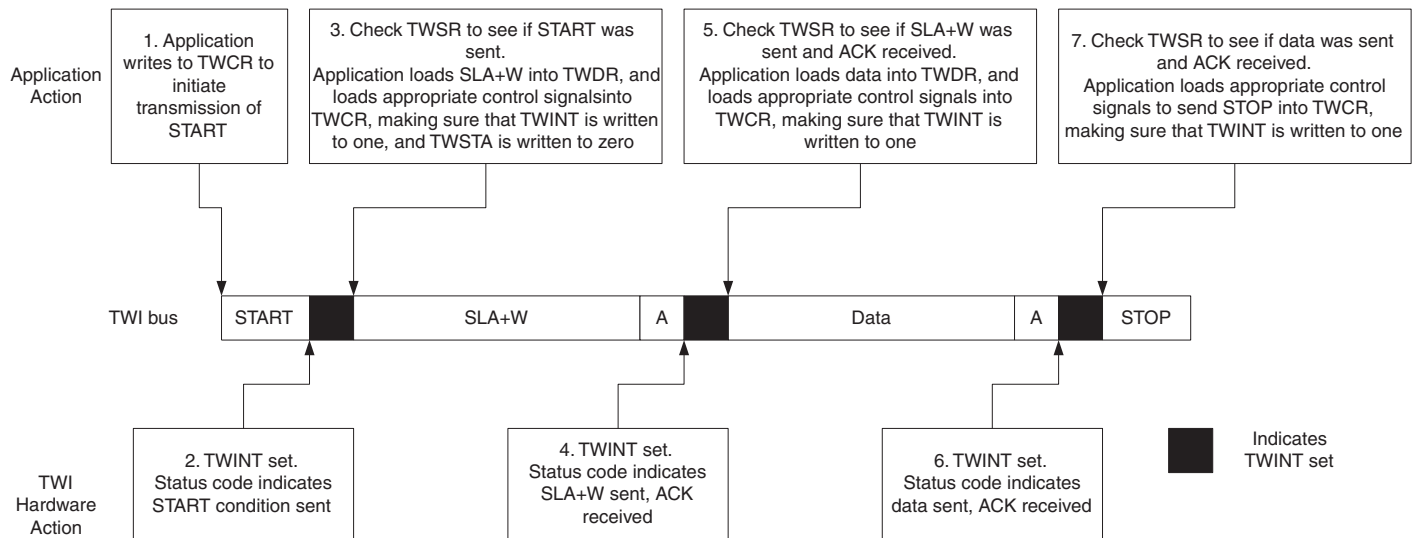 Application
Action
1. Application
writes to TWCR to
initiate
transmission of
START
3. Check TWSR to see if START was
sent.
Application loads SLA+W into TWDR, and
loads appropriate control signalsinto
TWCR, making sure that TWINT is written
to one, and TWSTA is written to zero
5. Check TWSR to see if SLA+W was
sent and ACK received.
Application loads data into TWDR, and
loads appropriate control signals into
TWCR, making sure that TWINT is
written to one
7. Check TWSR to see if data was sent
and ACK received.
Application loads appropriate control
signals to send STOP into TWCR,
making sure that TWINT is written to one
TWI bus
START
SLA+W
A
Data
A
STOP
TWI
Hardware
Action
2. TWINT set.
Status code indicates
START condition sent
4. TWINT set.
Status code indicates
SLA+W sent, ACK
received
6. TWINT set.
Status code indicates
data sent, ACK received
Indicates
TWINT set